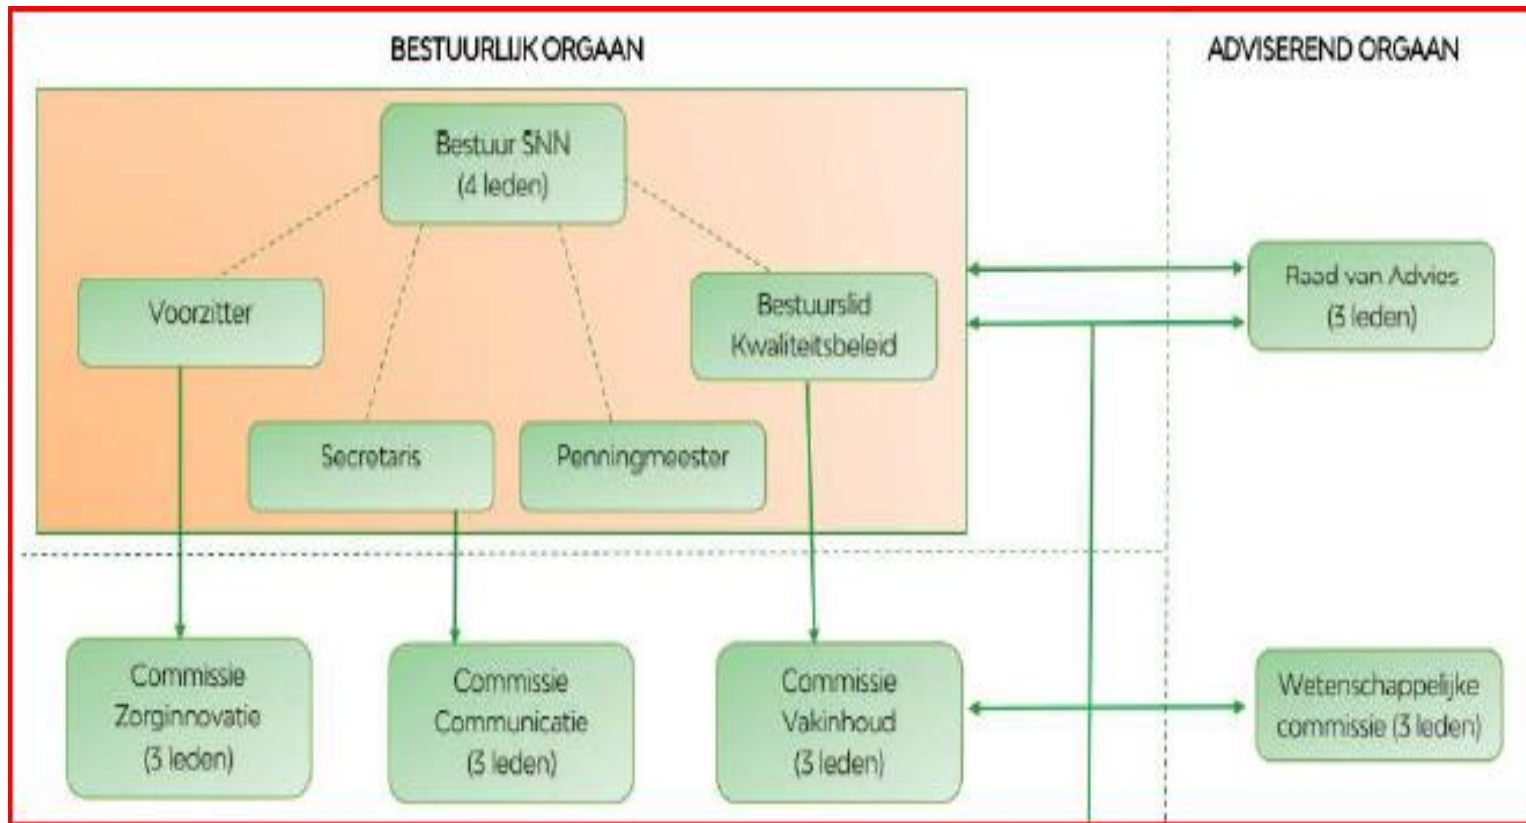 BESTUURLIJK ORGAAN
ADVISEREND ORGAAN
Bestuur SNN
(4 leden)
Voorzitter
Bestuurslid
Kwaliteitsbeleid
Raad van Advies
(3 leden)
Secretaris
Penningmeester
Commissie
Zorginnovatie
(3 leden)
Commissie
Communicatie
(3 leden)
Commissie
Vakinhoud
(3 leden)
Wetenschappelijke
commissie (3 leden)